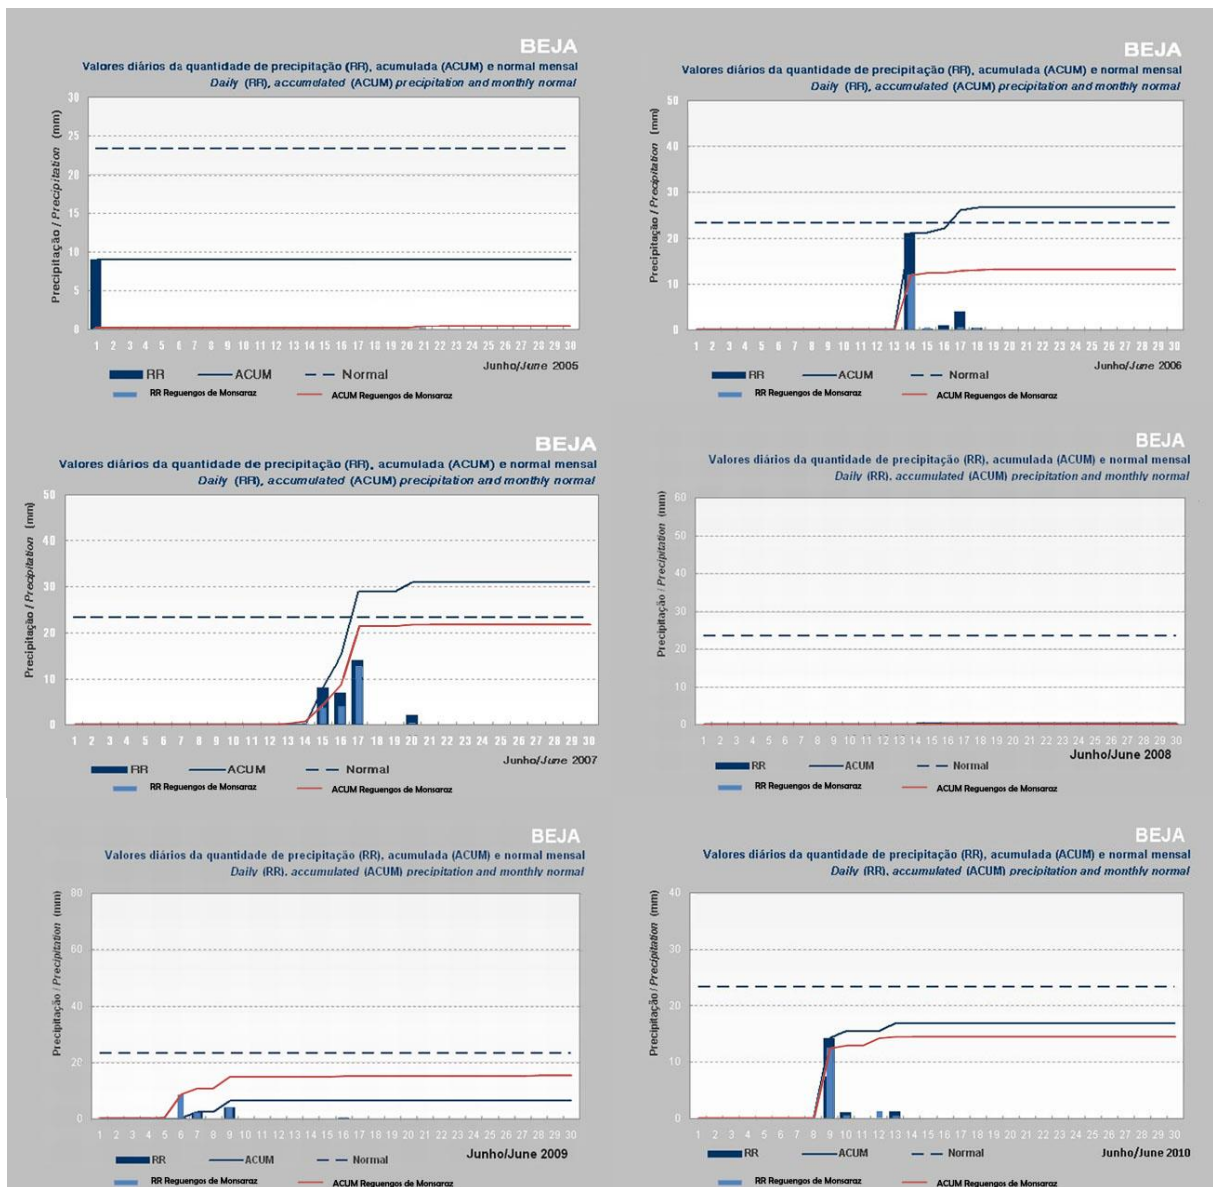 BEJA
Valores diários da quantidade de precipitação (RR), acumulada (ACUM) e normal mensal
Daily (RR), accumelated (ACUM) precipitation and monthly normal
Precipitação / Precipitation (mm)
30
25
20
15
10
5
0
1 2 3 4 5 6 7 8 9 10 11 12 13 14 15 16 17 18 19 20 21 22 23 24 25 26 27 28 29 30
Junho/June 2005
RR ACUM Normal
RR Reguengos de Monsaraz ACUM Reguengos de Monsaraz
BEJA
Valores diários da quantidade de precipitação (RR), acumulada (ACUM) e normal mensal
Daily (RR), accumulated (ACUM) precipitation and monthly normal
Precipitação / Precipitation (mm)
50
40
30
20
10
0
1 2 3 4 5 6 7 8 9 10 11 12 13 14 15 16 17 18 19 20 21 22 23 24 25 26 27 28 29 30
Junho/June 2006
RR ACUM Normal
RR Reguengos de Monsaraz ACUM Reguengos de Monsaraz
BEJA
Valores diários da quantidade de precipitação (RR), acumulada (ACUM) e normal mensal
Daily (RR), accumulated (ACUM) precipitation and monthly normal
Precipitação / Precipitation (mm)
50
40
30
20
10
0
1 2 3 4 5 6 7 8 9 10 11 12 13 14 15 16 17 18 19 20 21 22 23 24 25 26 27 28 29 30
Junho/June 2007
RR ACUM Normal
RR Reguengos de Monsaraz ACUM Reguengos de Monsaraz
BEJA
Valores diários da quantidade de precipitação (RR), acumulada (ACUM) e normal mensal
Daily (RR), accumulated (ACUM) precipitation and monthly normal
Precipitação / Precipitation (mm)
60
50
40
30
20
10
0
1 2 3 4 5 6 7 8 9 10 11 12 13 14 15 16 17 18 19 20 21 22 23 24 25 26 27 28 29 30
Junho/June 2008
RR ACUM Normal
RR Reguengos de Monsaraz ACUM Reguengos de Monsaraz
BEJA
Valores diários da quantidade de precipitação (RR), acumulada (ACUM) e normal mensal
Daily (RR), accumulated (ACUM) precipitation and monthly normal
Precipitação / Precipitation (mm)
80
60
40
20
0
1 2 3 4 5 6 7 8 9 10 11 12 13 14 15 16 17 18 19 20 21 22 23 24 25 26 27 28 29 30
Junho/June 2009
RR ACUM Normal
RR Reguengos de Monsaraz ACUM Reguengos de Monsaraz
BEJA
Valores diários da quantidade de precipitação (RR), acumulada (ACUM) e normal mensal
Daily (RR), accumulated (ACUM) precipitation and monthly normal
Precipitação / Precipitation (mm)
40
30
20
10
0
1 2 3 4 5 6 7 8 9 10 11 12 13 14 15 16 17 18 19 20 21 22 23 24 25 26 27 28 29 30
Junho/June 2010
RR ACUM Normal
RR Reguengos de Monsaraz ACUM Reguengos de Monsaraz